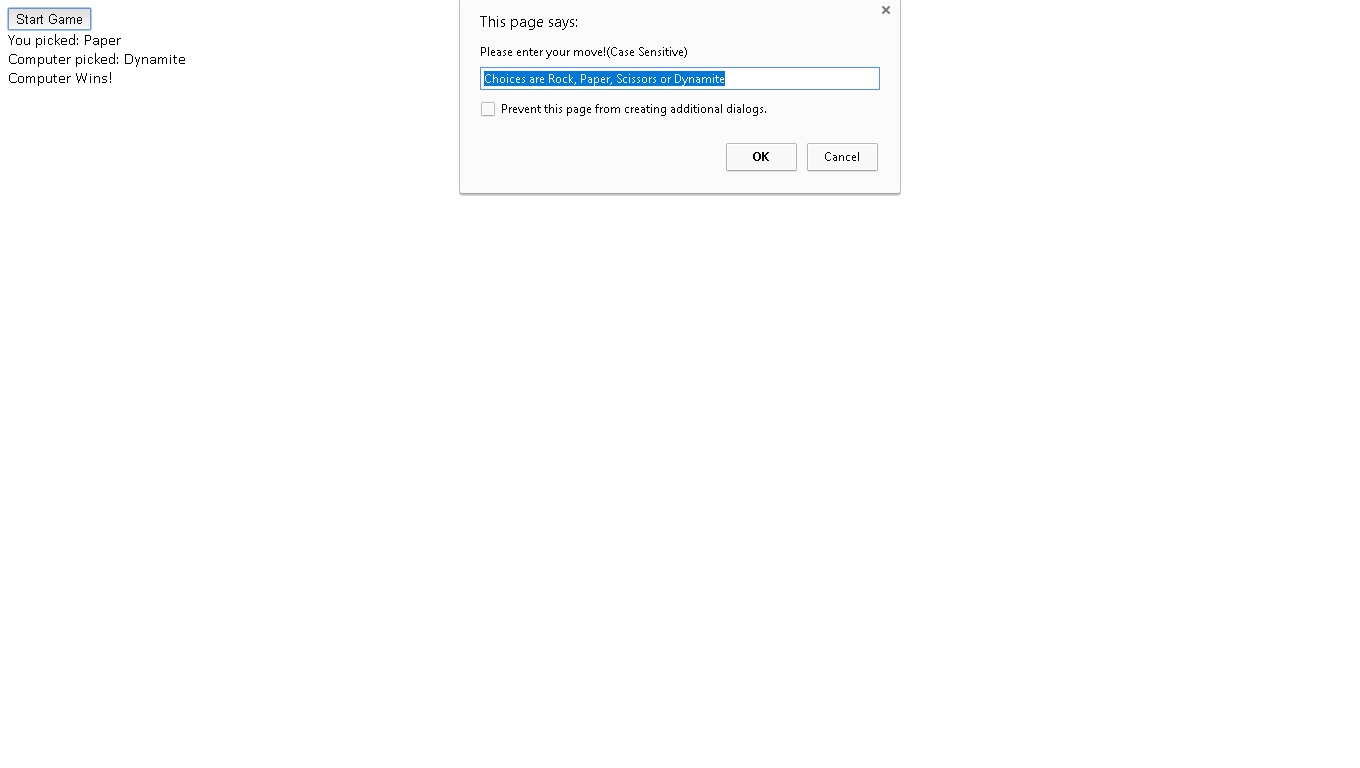 Start Game
You picked: Paper
Computer picked: Dynamite
Computer Wins!
This page says:
Please enter your move!(Case Sensitive)
Choices are Rock, Paper, Scissors or Dynamite
Prevent this page from creating additional dialogs.
OK Cancel